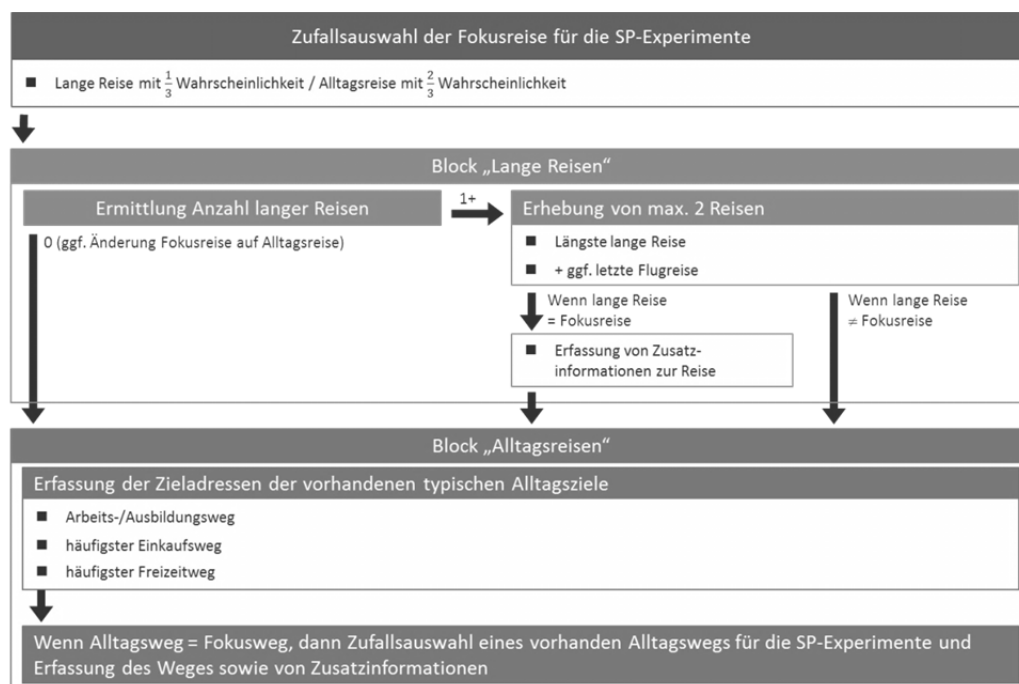 Zufallsauswahl der Fokusreise für die SP-Experimente
■ Lange Reise mit 1/3 Wahrscheinlichkeit / Alltagsreise mit 2/3 Wahrscheinlichkeit
Block „Lange Reisen“
Ermittlung Anzahl langer Reisen
1+
Erhebung von max. 2 Reisen
0 (ggf. Änderung Fokusreise auf Alltagsreise)
■ Längste lange Reise
■ + ggf. letzte Flugreise
Wenn lange Reise
= Fokusreise
Wenn lange Reise
≠ Fokusreise
■ Erfassung von Zusatz-
informationen zur Reise
Block „Alltagsreisen“
Erfassung der Zieladressen der vorhandenen typischen Alltagsziele
■ Arbeits-/Ausbildungsweg
■ häufigster Einkaufsweg
■ häufigster Freizeitweg
Wenn Alltagsweg = Fokusweg, dann Zufallsauswahl eines vorhanden Alltagswegs für die SP-Experimente und
Erfassung des Weges sowie von Zusatzinformationen